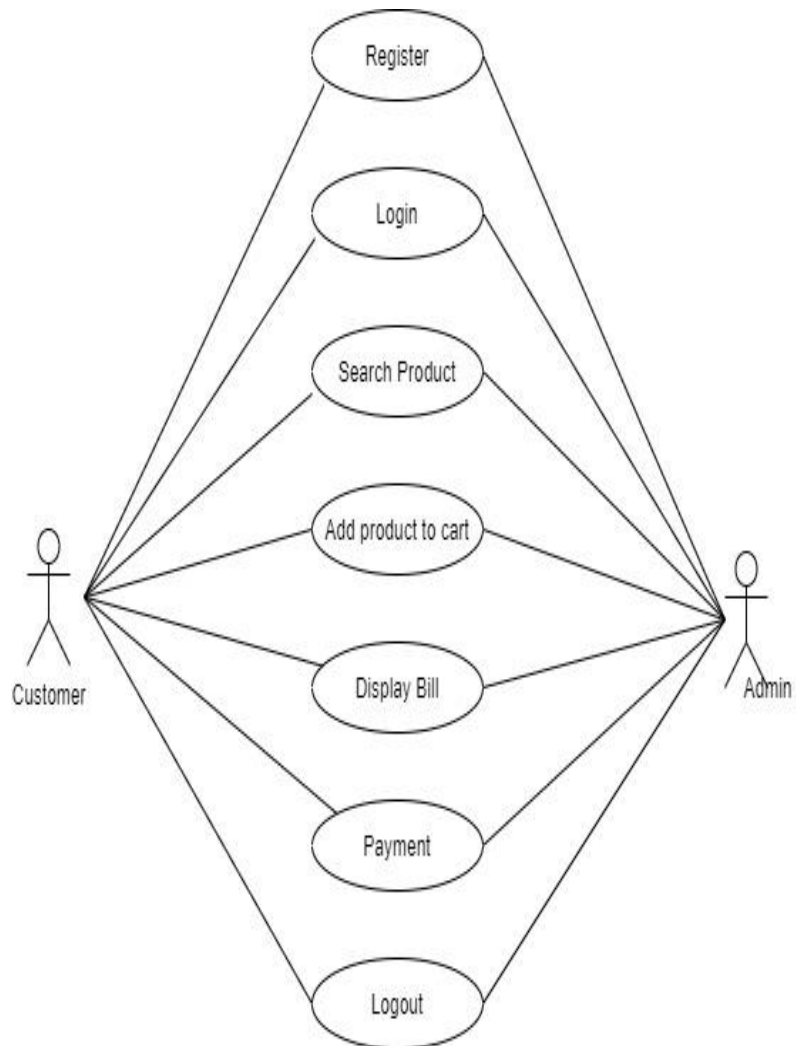 Register
Login
Search Product
Add product to cart
Display Bill
Payment
Logout
Customer
Admin